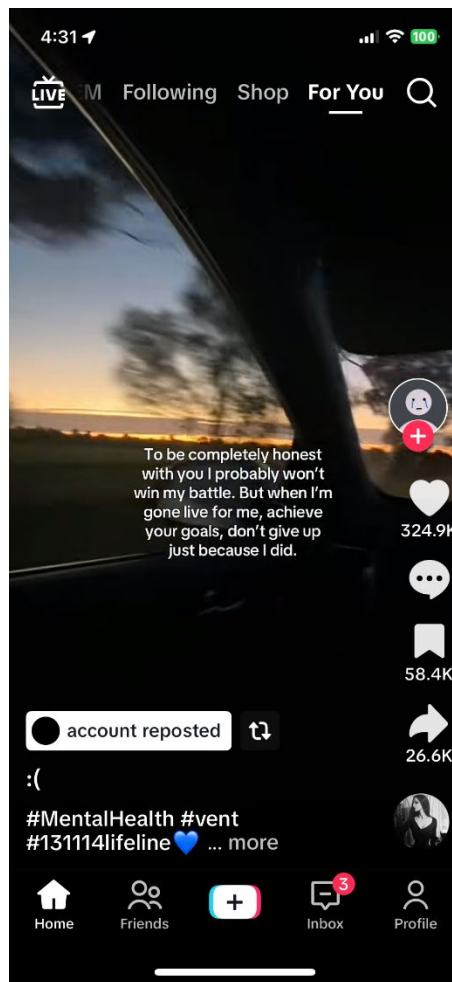 4:31
100
LIVE
M Following Shop For You
To be completely honest
with you I probably won't
win my battle. But when I'm
gone live for me, achieve
your goals, don't give up
just because I did.
324.9K
58.4K
26.6K
account reposted
:(
#MentalHealth #vent
#131114lifeline💙 ... more
3
Home Friends Inbox Profile